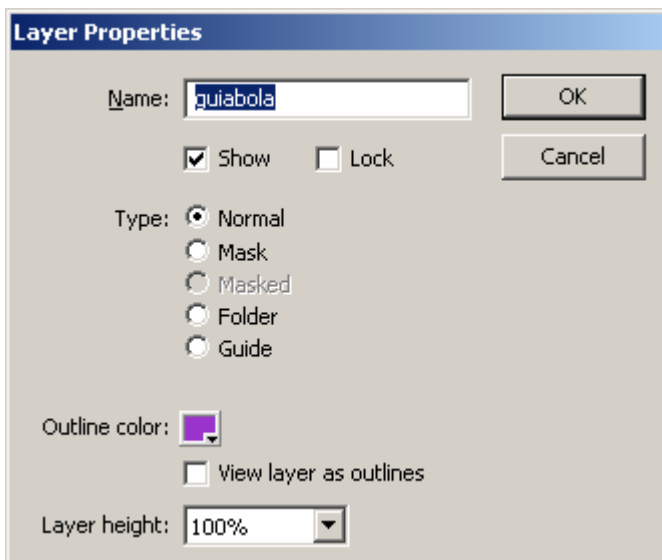 Layer Properties
Name: guiabola OK
Show Lock Cancel
Type: Normal
Mask
Masked
Folder
Guide
Outline color:
View layer as outlines
Layer height: 100%